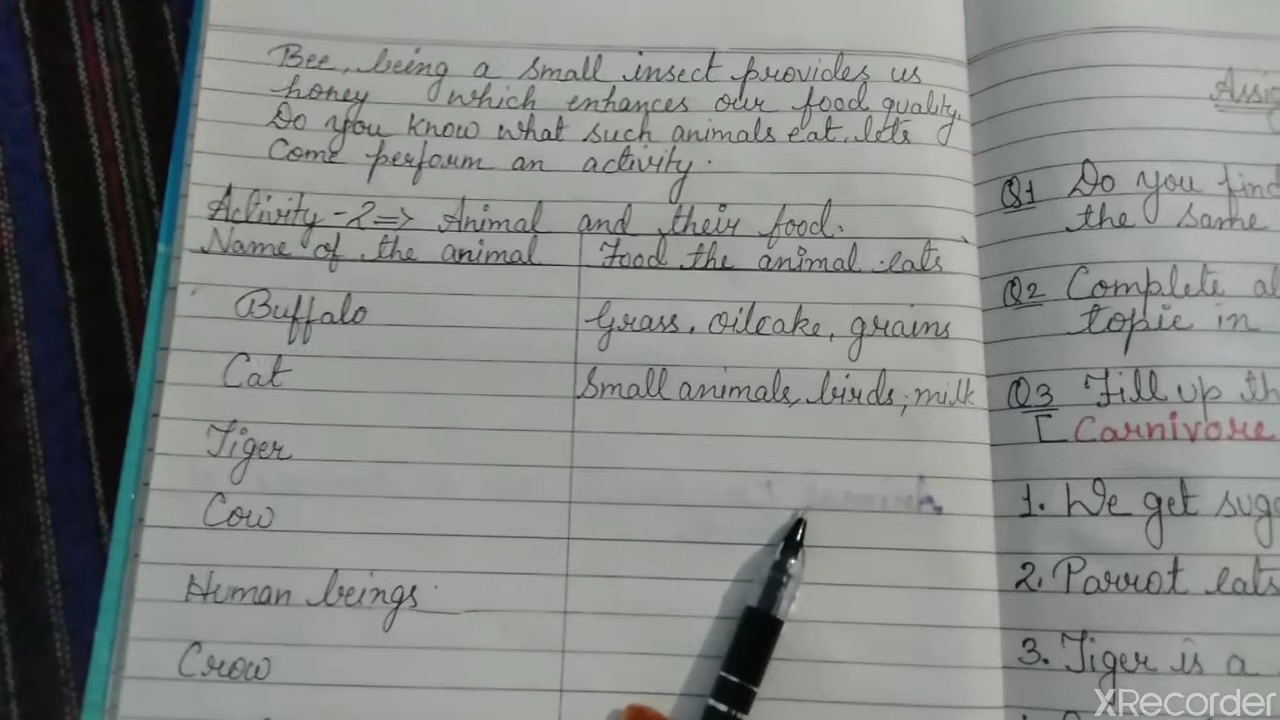 Bee, being a small insect provides us
honey which enhances our food quality.
Do you know what such animals eat. lets
Come perform an activity.
Activity-2⇒ Animal and their food.
Name of the animal Food the animal eats
Buffalo Grass, oilcake, grains
Cat Small animals, birds, milk
Tiger
Cow
Human beings
Crow
Q1 Do you find
the same
Q2 Complete
topic in
Q3 Fill up
[Carnivore
1. We get
2. Parrot eats
3. Tiger is a
XRecorder